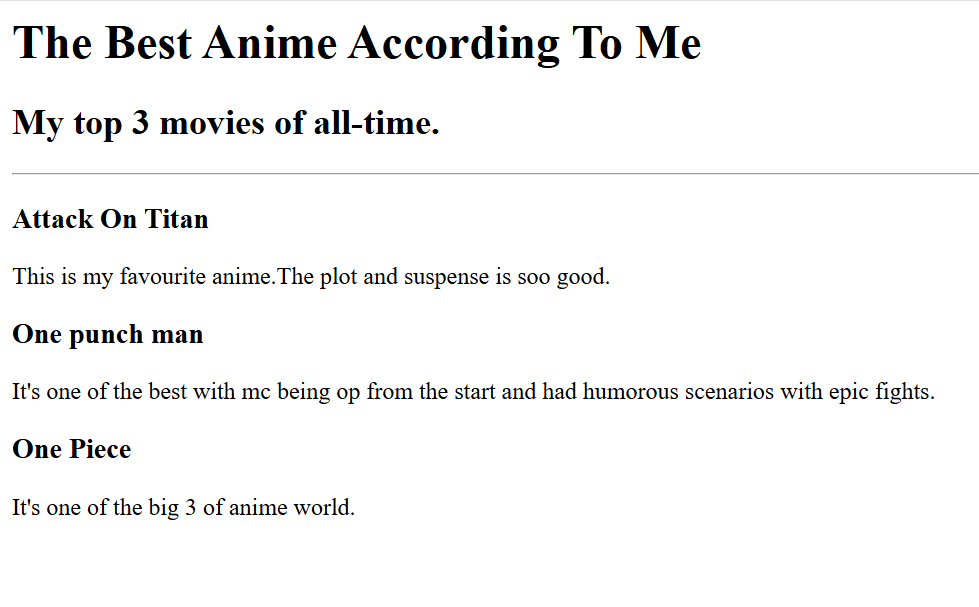 The Best Anime According To Me
My top 3 movies of all-time.
Attack On Titan
This is my favourite anime.The plot and suspense is soo good.
One punch man
It's one of the best with mc being op from the start and had humorous scenarios with epic fights.
One Piece
It's one of the big 3 of anime world.